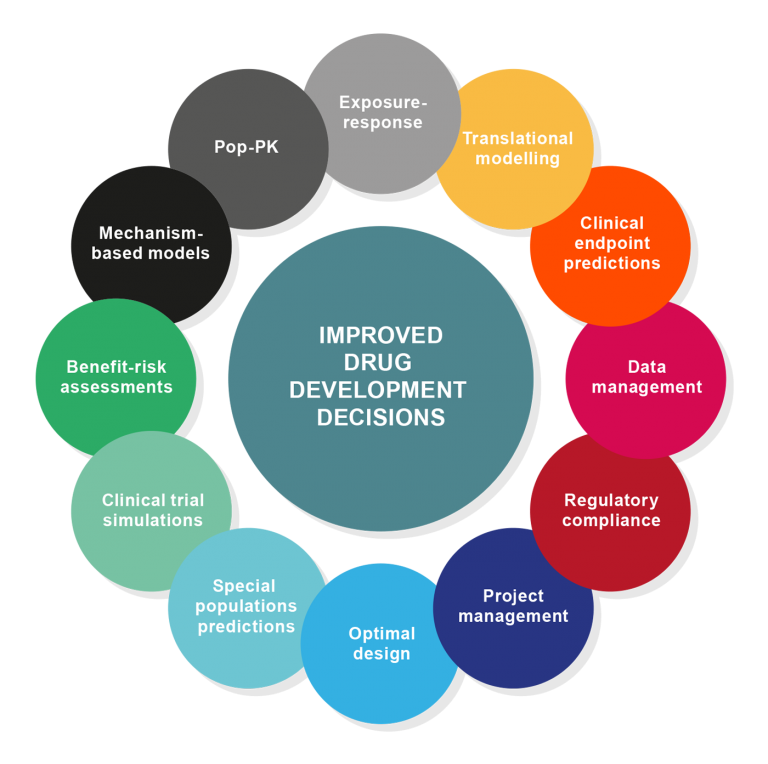 Exposure-
response
Translational
modelling
Clinical
endpoint
predictions
Data
management
Regulatory
compliance
Project
management
Optimal
design
Special
populations
predictions
Clinical trial
simulations
Benefit-risk
assessments
Mechanism-
based models
Pop-PK
IMPROVED
DRUG
DEVELOPMENT
DECISIONS